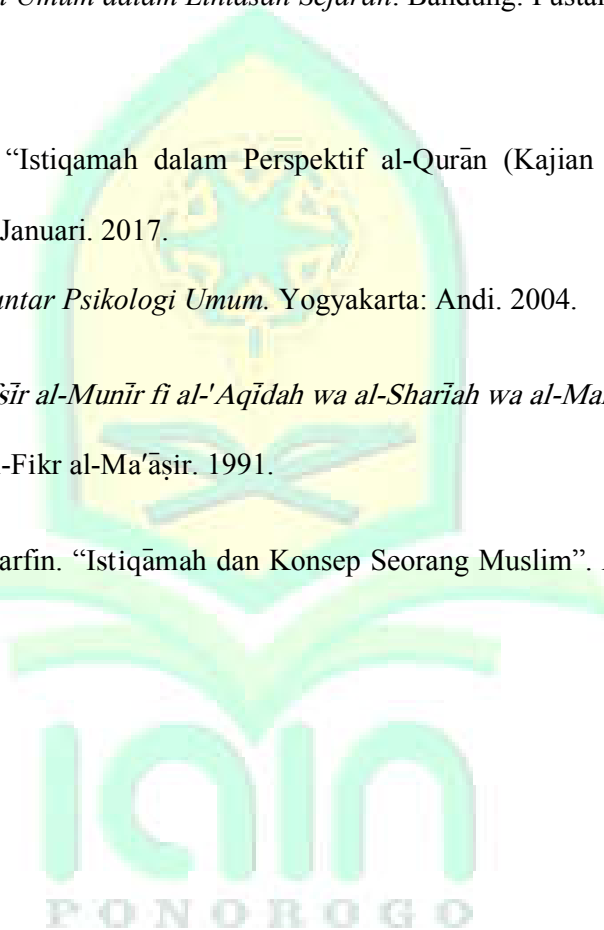 Umum dalam Lintasan Sejarah. Bandung: Pusta
“Istiqamah dalam Perspektif al-Qurān (Kajian
Januari. 2017.
ntar Psikologi Umum. Yogyakarta: Andi. 2004.
sīr al-Munīr fi al-'Aqīdah wa al-Sharīah wa al-Ma
-Fikr al-Ma'āṣir. 1991.
arfin. “Istiqāmah dan Konsep Seorang Muslim”.
iain
PONOROGO